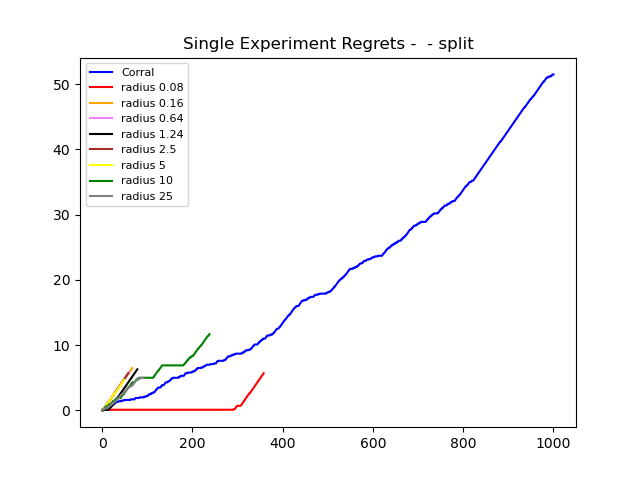 Single Experiment Regrets -  - split
Corral
radius 0.08
radius 0.16
radius 0.64
radius 1.24
radius 2.5
radius 5
radius 10
radius 25
50
40
30
20
10
0
0 200 400 600 800 1000